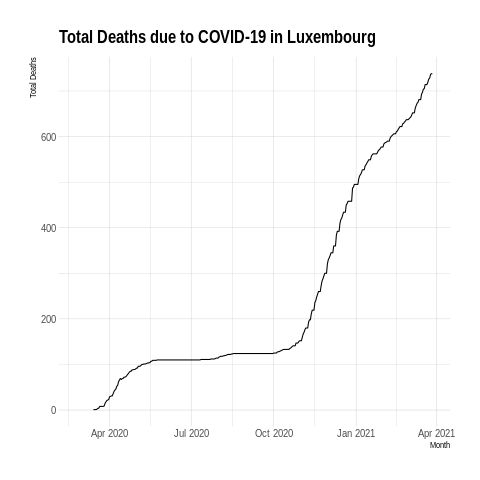 Total Deaths due to COVID-19 in Luxembourg
Total Deaths
600
400
200
0
Apr 2020 Jul 2020 Oct 2020 Jan 2021 Apr 2021
Month